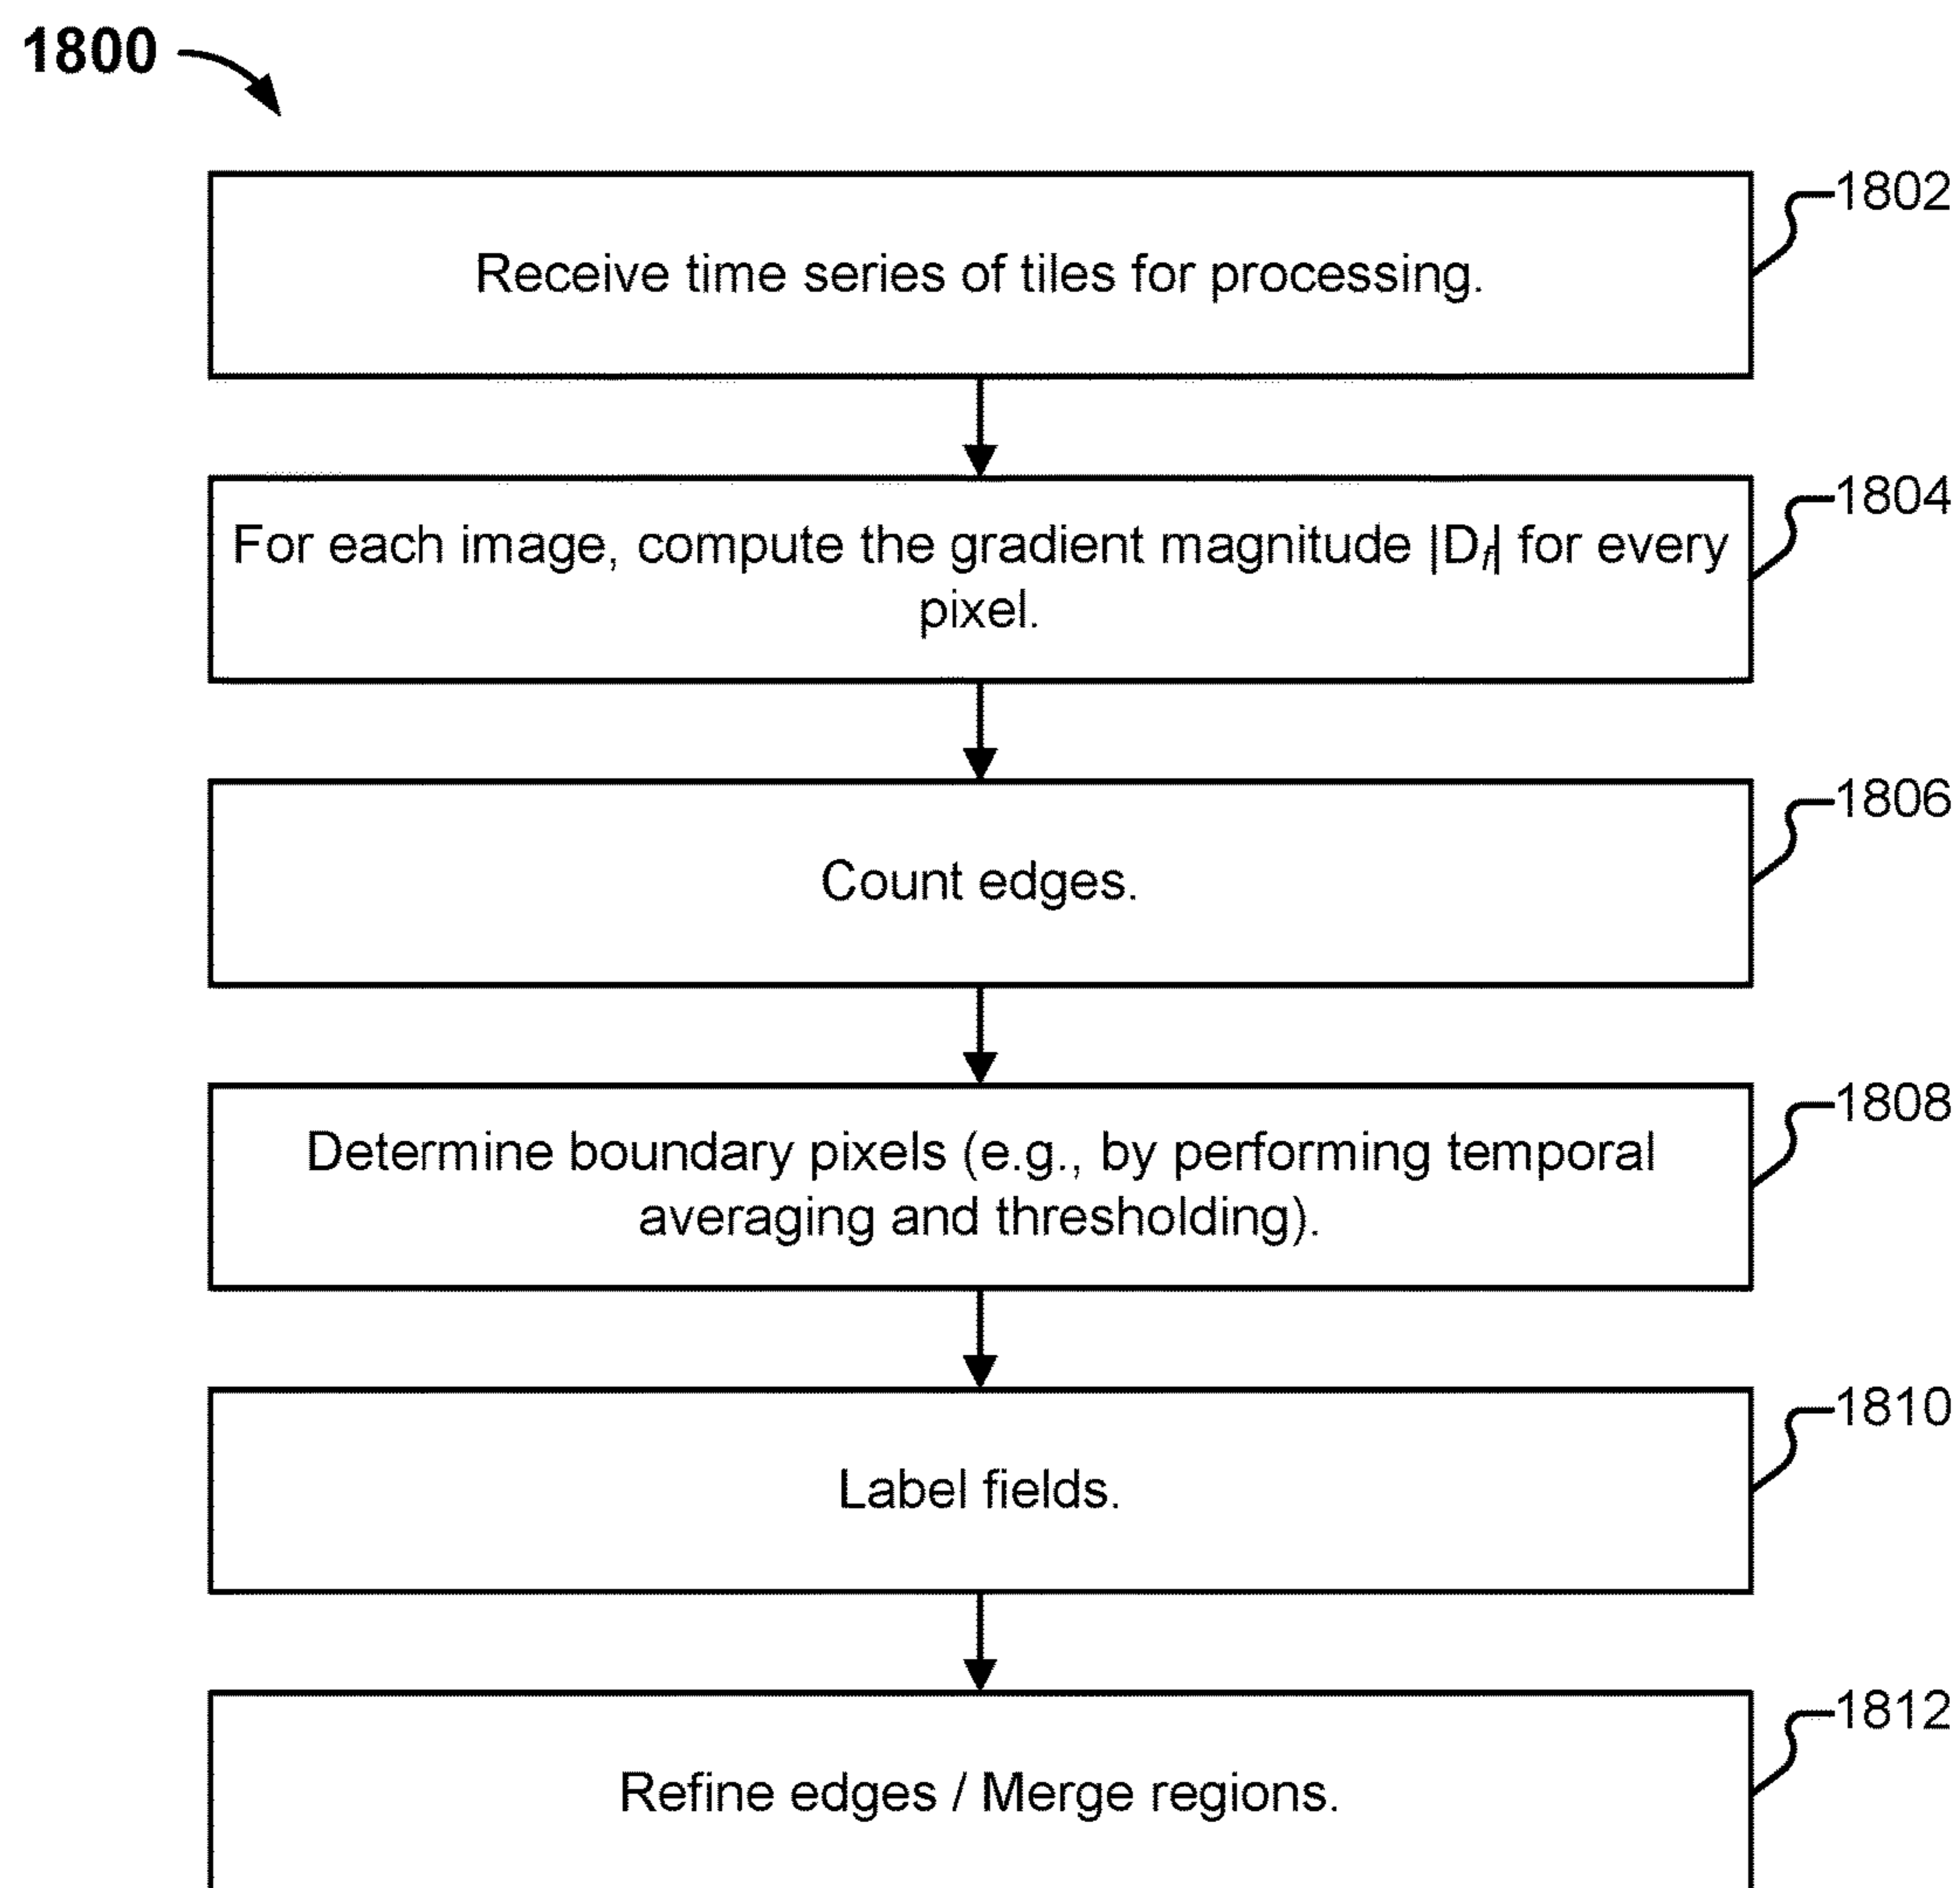 1800
1802
Receive time series of tiles for processing.
1804
For each image, compute the gradient magnitude |Df| for every
pixel.
1806
Count edges.
1808
Determine boundary pixels (e.g., by performing temporal
averaging and thresholding).
1810
Label fields.
1812
Refine edges / Merge regions.